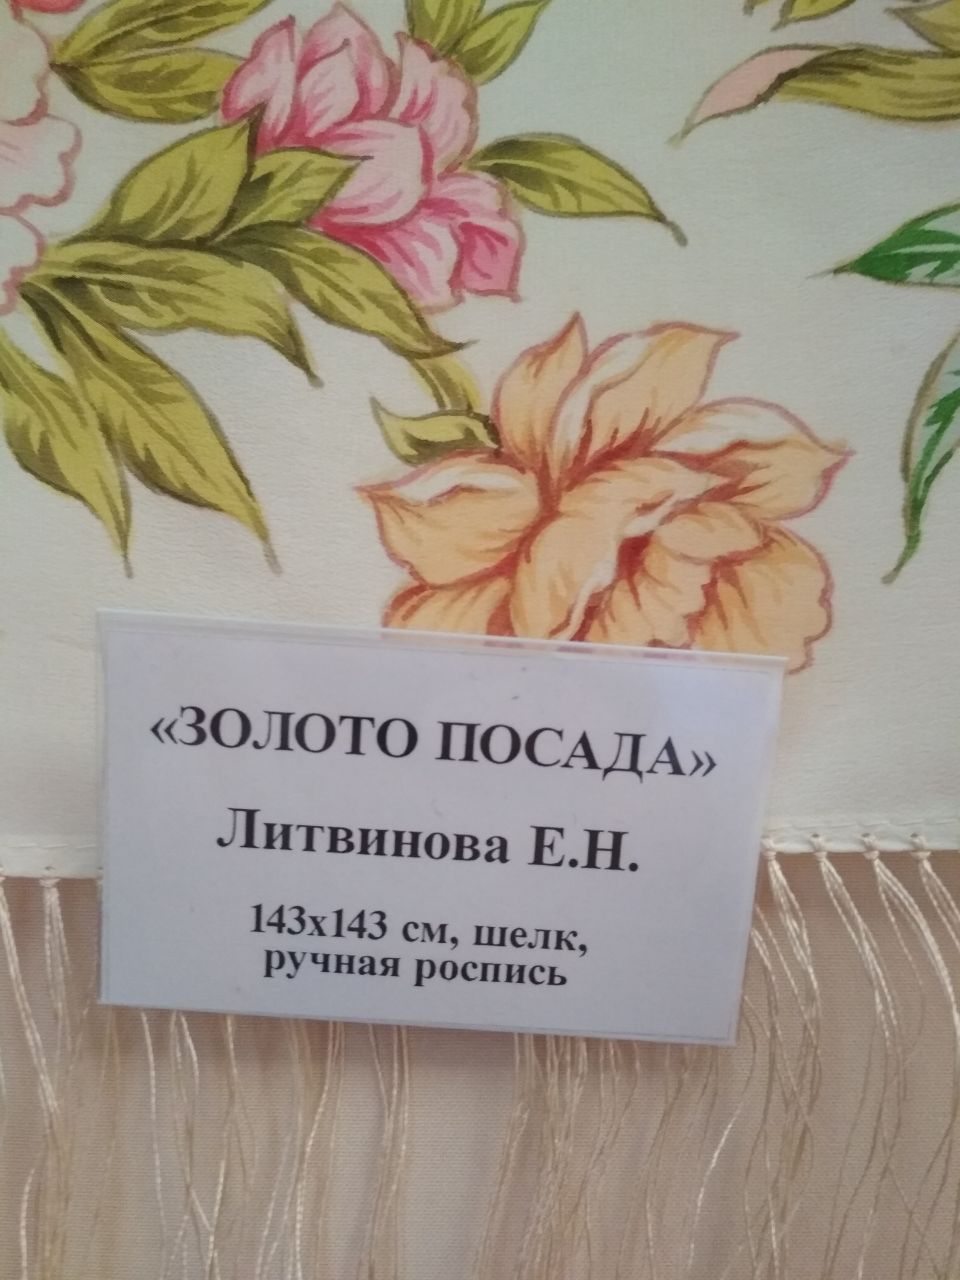 «ЗОЛОТО ПОСАДА»
Литвинова Е.Н.
143х143 см, шелк,
ручная роспись